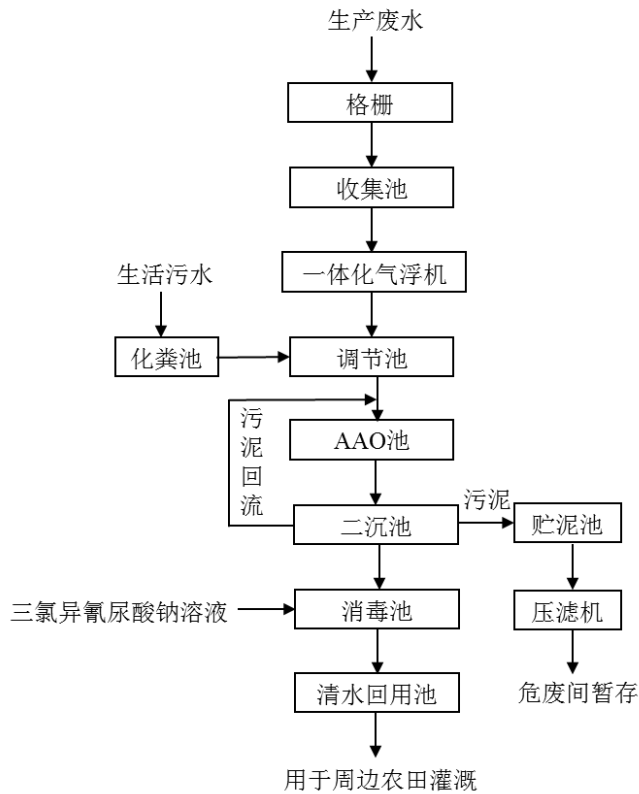 生产废水
格栅
收集池
一体化气浮机
生活污水
化粪池
调节池
污泥回流
AAO池
二沉池
污泥
贮泥池
三氯异氰尿酸钠溶液
消毒池
压滤机
清水回用池
危废间暂存
用于周边农田灌溉